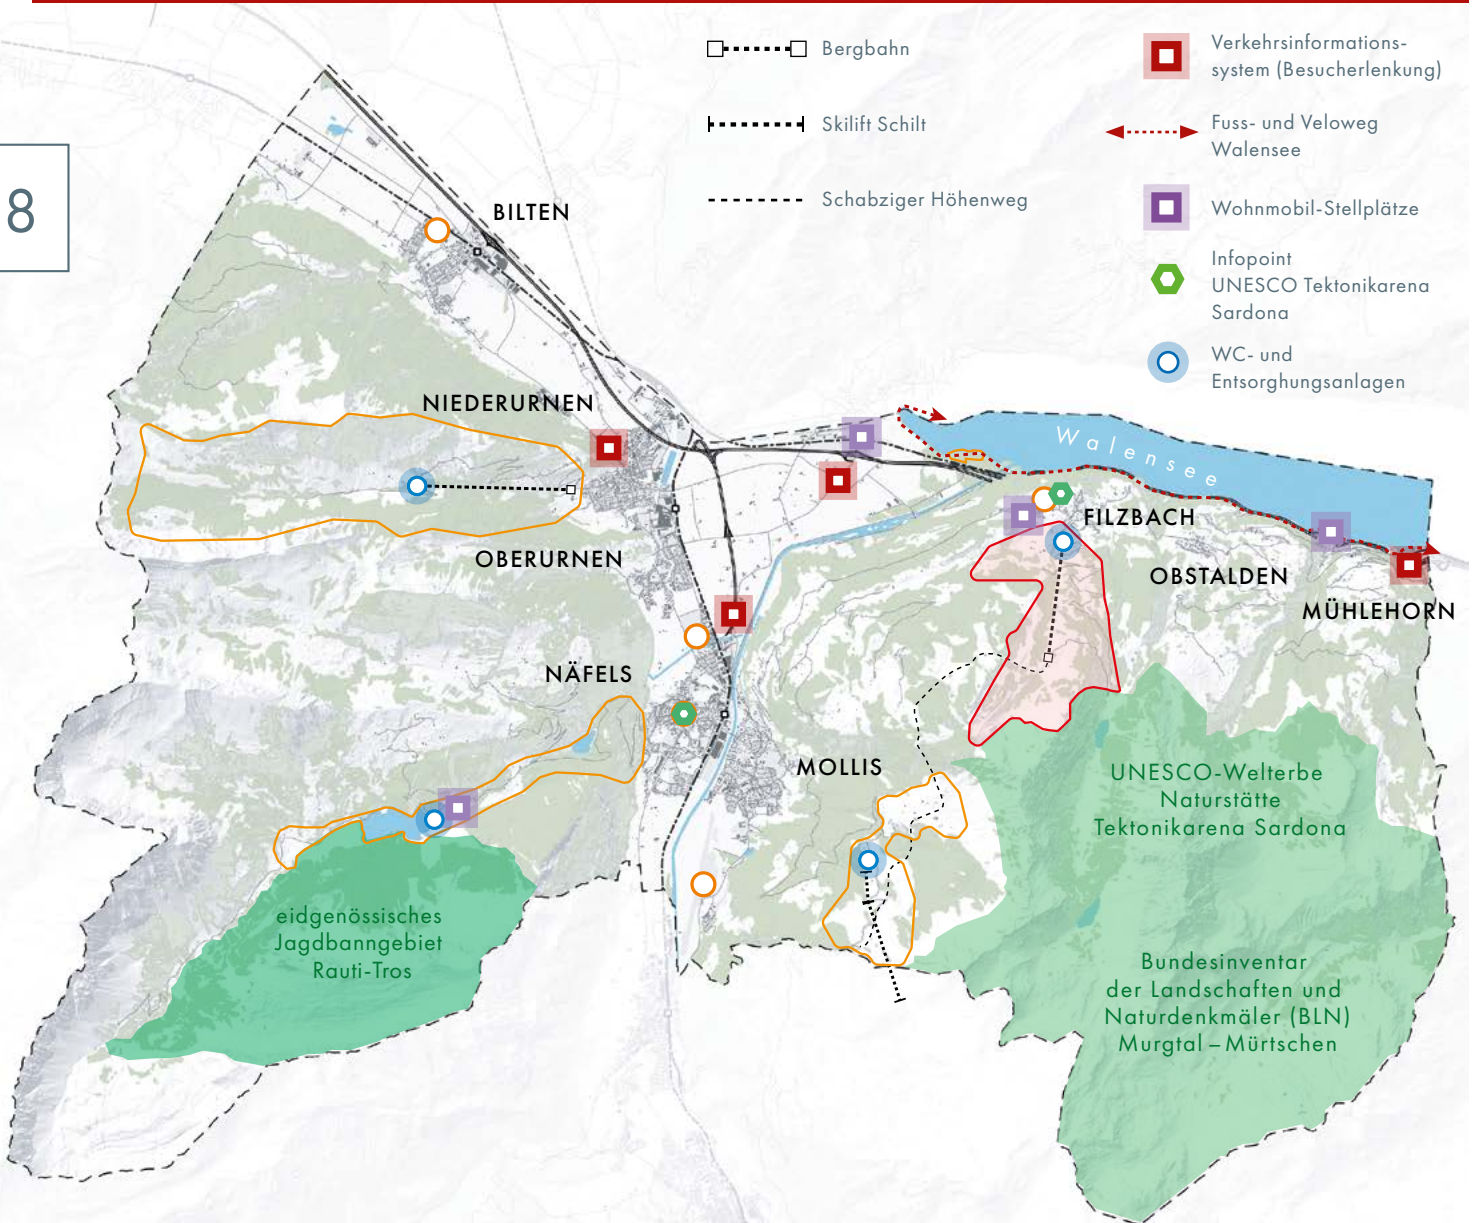 8
Bergbahn
Skilift Schilt
Schabziger Höhenweg
Verkehrsinformations-
system (Besucherlenkung)
Fuss- und Veloweg
Walensee
Wohnmobil-Stellplätze
Infopoint
UNESCO Tektonikarena
Sardona
WC- und
Entsorghungsanlagen
BILTEN
NIEDERURNEN
Walensee
FILZBACH
OBERURNEN
OBSTALDEN
MÜHLEHORN
NÄFELS
MOLLIS
UNESCO-Welterbe
Naturstätte
Tektonikarena Sardona
eidgenössisches
Jagdbanngebiet
Rauti-Tros
Bundesinventar
der Landschaften und
Naturdenkmäler (BLN)
Murgtal – Mürtschen